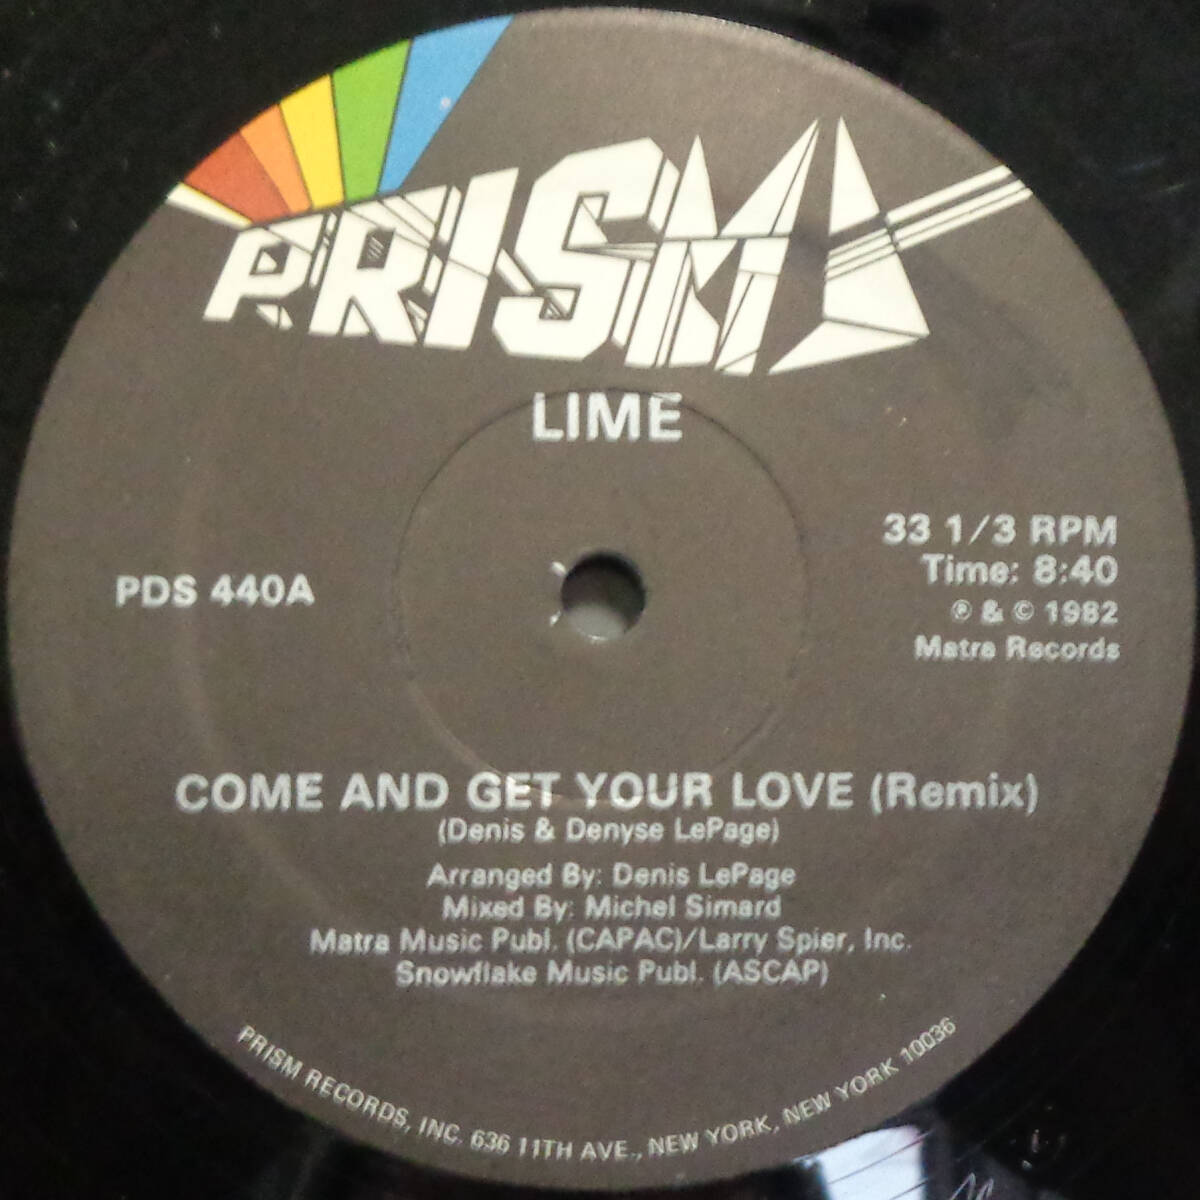 PRISM
LIME
33 1/3 RPM
Time: 8:40
℗ & © 1982
Matra Records
PDS 440A
COME AND GET YOUR LOVE (Remix)
(Denis & Denyse LePage)
Arranged By: Denis LePage
Mixed By: Michel Simard
Matra Music Publ. (CAPAC)/Larry Spier, Inc.
Snowflake Music Publ. (ASCAP)
PRISM RECORDS, INC. 636 11TH AVE., NEW YORK, NEW YORK 10036